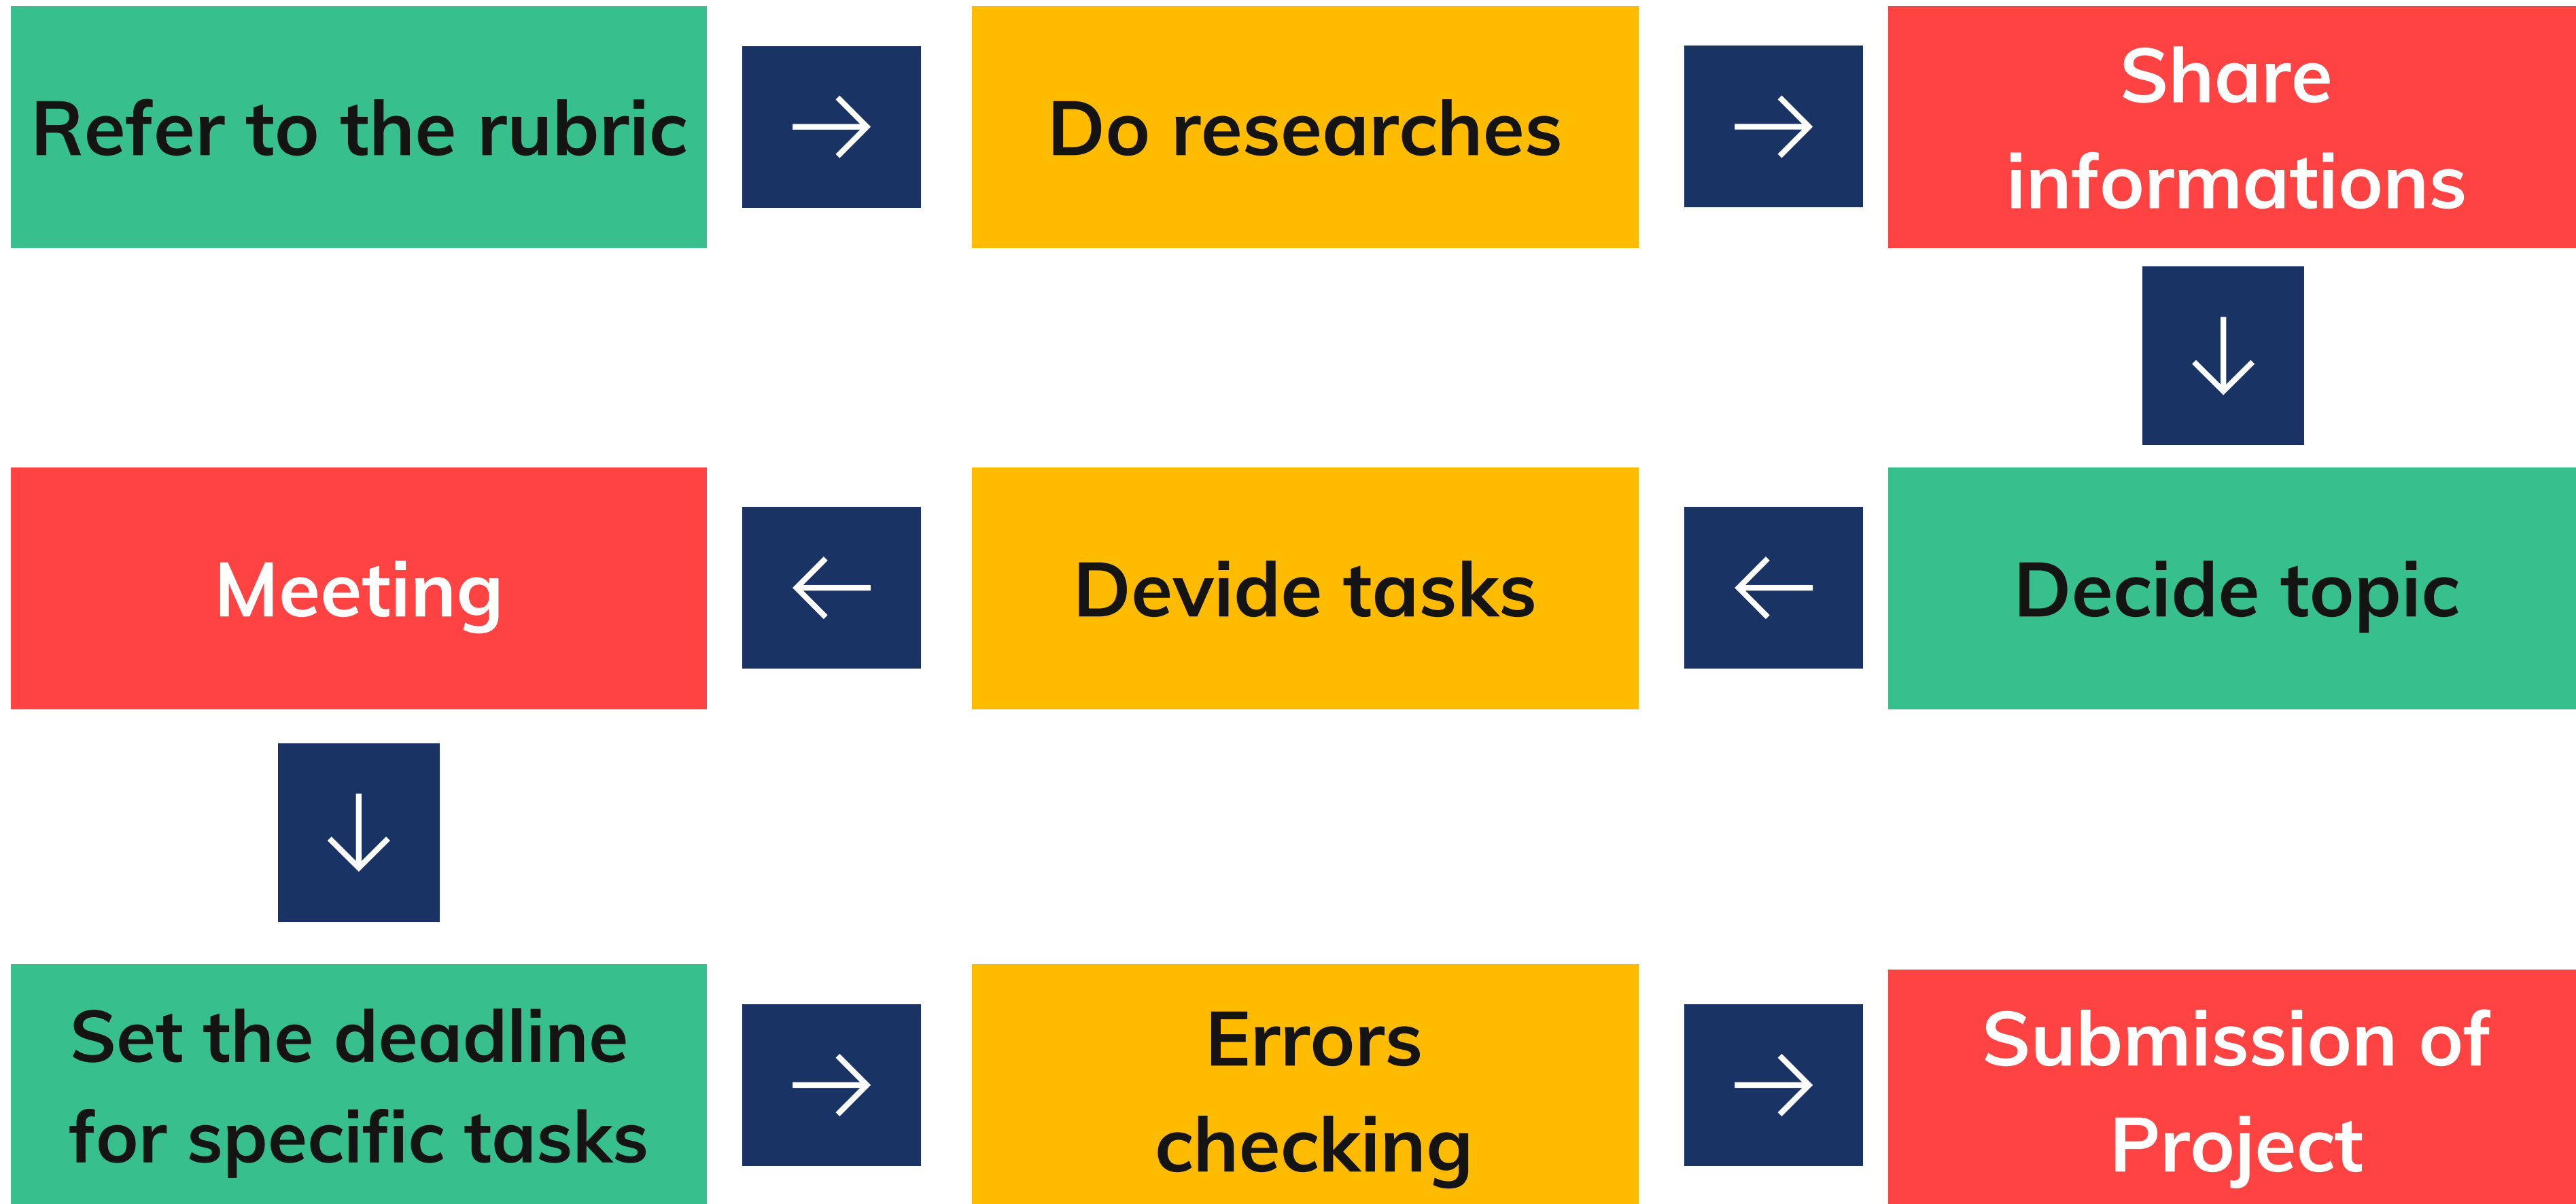 Refer to the rubric
Do researches
Share
informations
Decide topic
Devide tasks
Meeting
Set the deadline
for specific tasks
Errors
checking
Submission of
Project